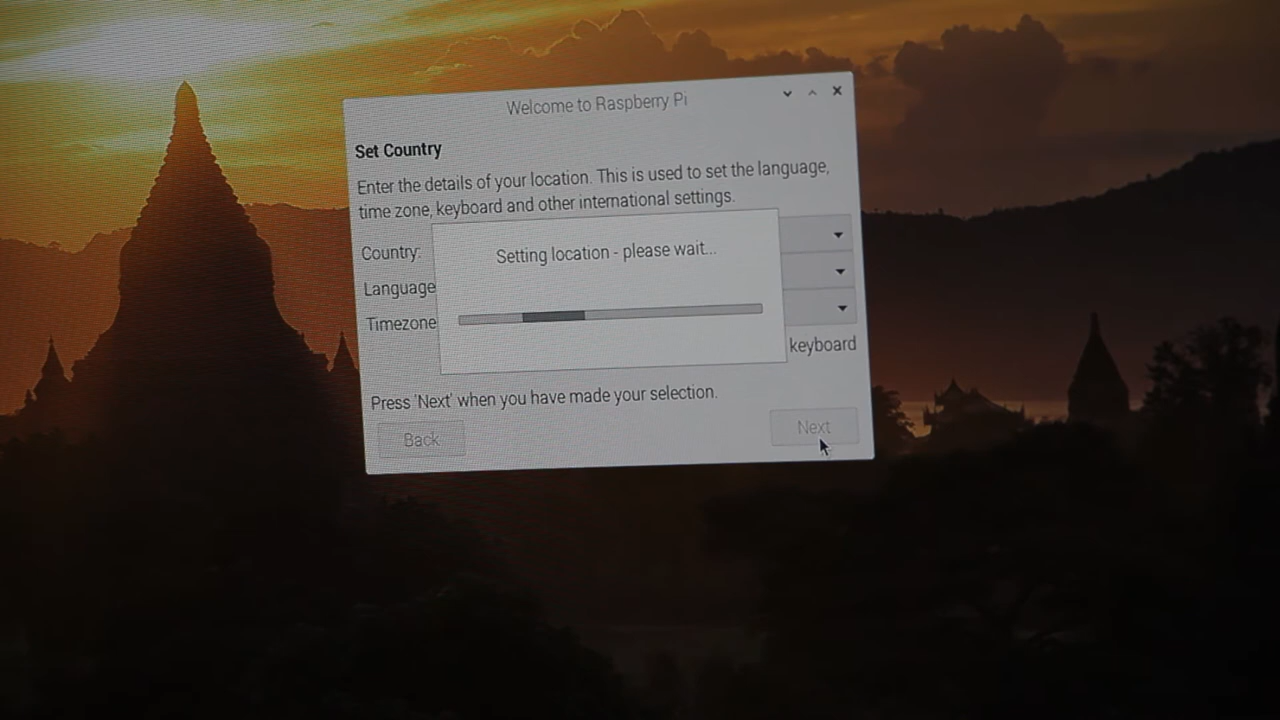 Welcome to Raspberry Pi
Set Country
Enter the details of your location. This is used to set the language,
time zone, keyboard and other international settings.
Country:
Setting location - please wait...
Language
Timezone
keyboard
Press 'Next' when you have made your selection.
Back
Next